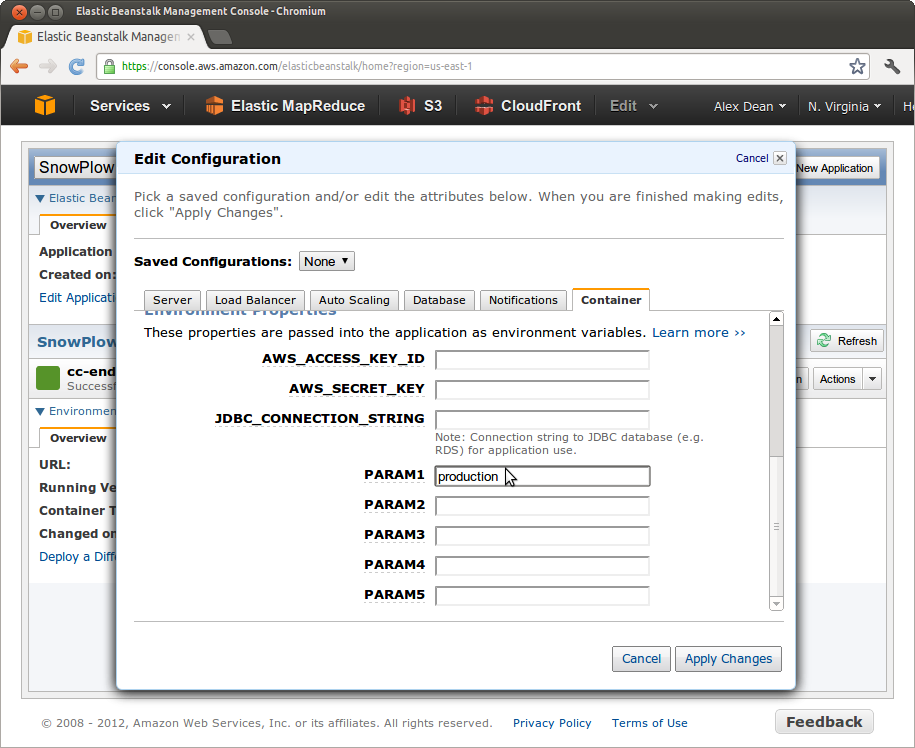 Elastic Beanstalk Management Console - Chromium
Elastic Beanstalk Managen
https://console.aws.amazon.com/elasticbeanstalk/home?region=us-east-1
Services Elastic MapReduce S3 CloudFront Edit Alex Dean N. Virginia He
SnowPlow
New Application
Edit Configuration
Cancel
Pick a saved configuration and/or edit the attributes below. When you are finished making edits,
click "Apply Changes".
Elastic Bean
Overview
Application
Created on:
Edit Applicati
Saved Configurations: None
Server Load Balancer Auto Scaling Database Notifications Container
Environment Properties
These properties are passed into the application as environment variables. Learn more >>
AWS_ACCESS_KEY_ID
AWS_SECRET_KEY
JDBC_CONNECTION_STRING
Note: Connection string to JDBC database (e.g.
RDS) for application use.
PARAM1 production
PARAM2
PARAM3
PARAM4
PARAM5
Cancel Apply Changes
SnowPlow
Refresh
cc-end
Successf
n Actions
Environmen
Overview
URL:
Running Ve
Container T
Changed on
Deploy a Diff
© 2008 - 2012, Amazon Web Services, Inc. or its affiliates. All rights reserved. Privacy Policy Terms of Use
Feedback